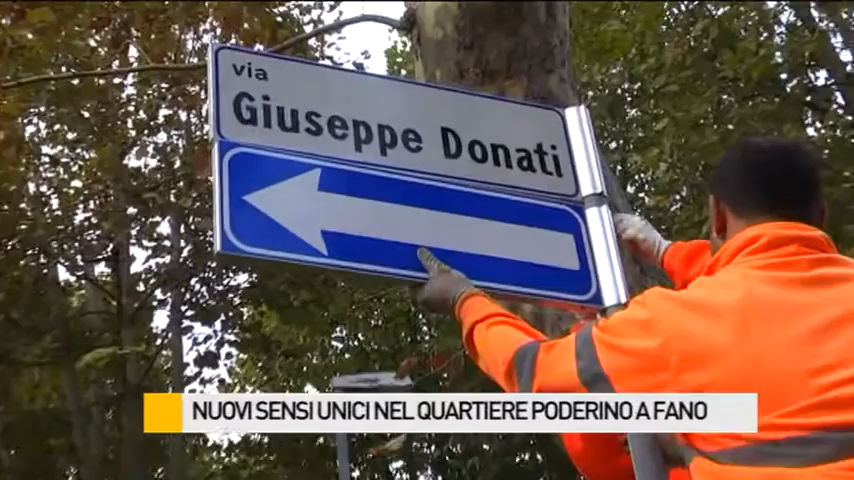 via
Giuseppe Donati
NUOVI SENSI UNICI NEL QUARTIERE PODERINO A FANO